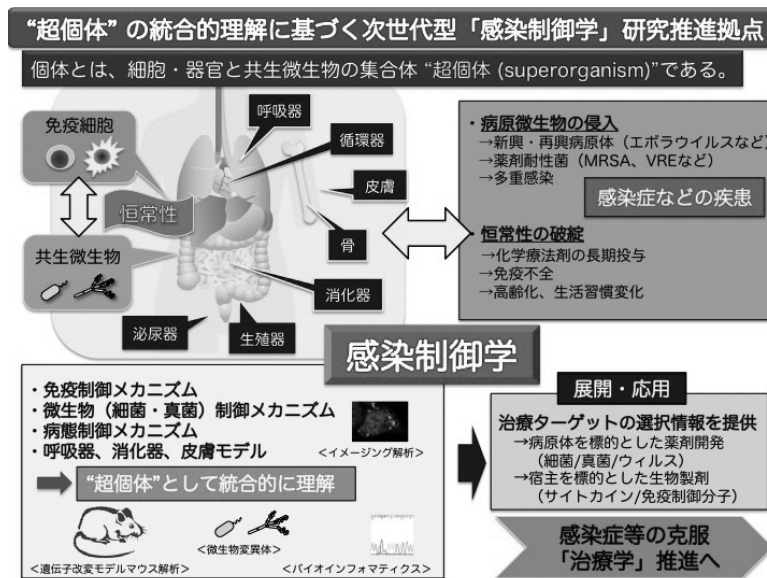 “超個体” の統合的理解に基づく次世代型「感染制御学」研究推進拠点
個体とは、細胞・器官と共生微生物の集合体 “超個体 (superorganism)”である。
免疫細胞
恒常性
共生微生物
呼吸器
循環器
皮膚
骨
消化器
生殖器
泌尿器
・病原微生物の侵入
→新興・再興病原体（エボラウイルスなど）
→薬剤耐性菌（MRSA、VREなど）
→多重感染
感染症などの疾患
・恒常性の破綻
→化学療法剤の長期投与
→免疫不全
→高齢化、生活習慣変化
感染制御学
・免疫制御メカニズム
・微生物（細菌・真菌）制御メカニズム
・病態制御メカニズム
・呼吸器、消化器、皮膚モデル
＜イメージング解析＞
“超個体”として統合的に理解
＜遺伝子改変モデルマウス解析＞
＜微生物変異体＞
＜バイオインフォマティクス＞
展開・応用
治療ターゲットの選択情報を提供
→病原体を標的とした薬剤開発
（細菌/真菌/ウィルス）
→宿主を標的とした生物製剤
（サイトカイン/免疫制御分子）
感染症等の克服
「治療学」推進へ